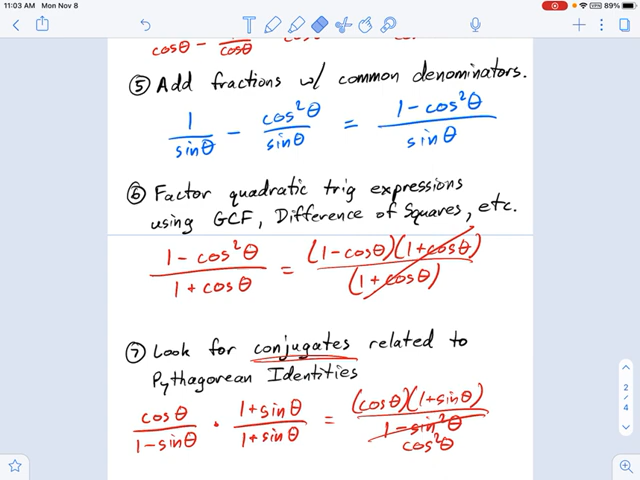 11:03 AM Mon Nov 8
89%
cosθ - cosθ
⑤ Add fractions w/ common denominators.
1/sinθ - cos²θ/sinθ = 1 - cos²θ/sinθ
⑥ Factor quadratic trig expressions
using GCF, Difference of Squares, etc.
1 - cos²θ/1 + cosθ = (1 - cosθ)(1 + cosθ)/(1 + cosθ)
⑦ Look for conjugates related to
Pythagorean Identities
cosθ/1 - sinθ · 1 + sinθ/1 + sinθ = (cosθ)(1 + sinθ)/1 - sin²θ
cos²θ
2
/
4